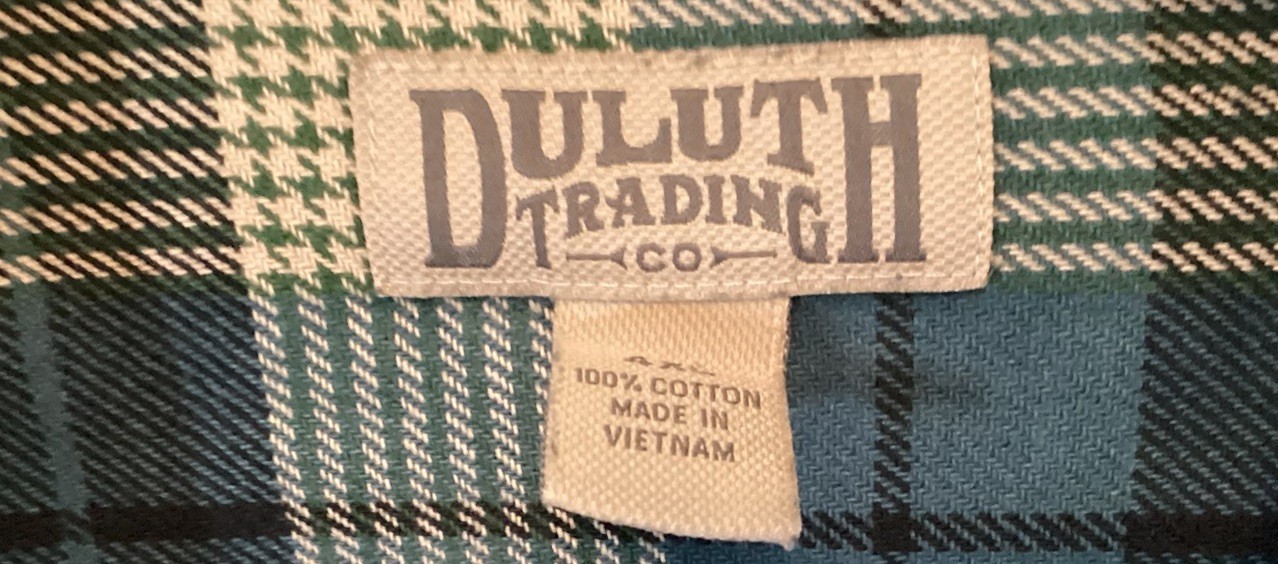 DULUTH
TRADING
CO
100% COTTON
MADE IN
VIETNAM